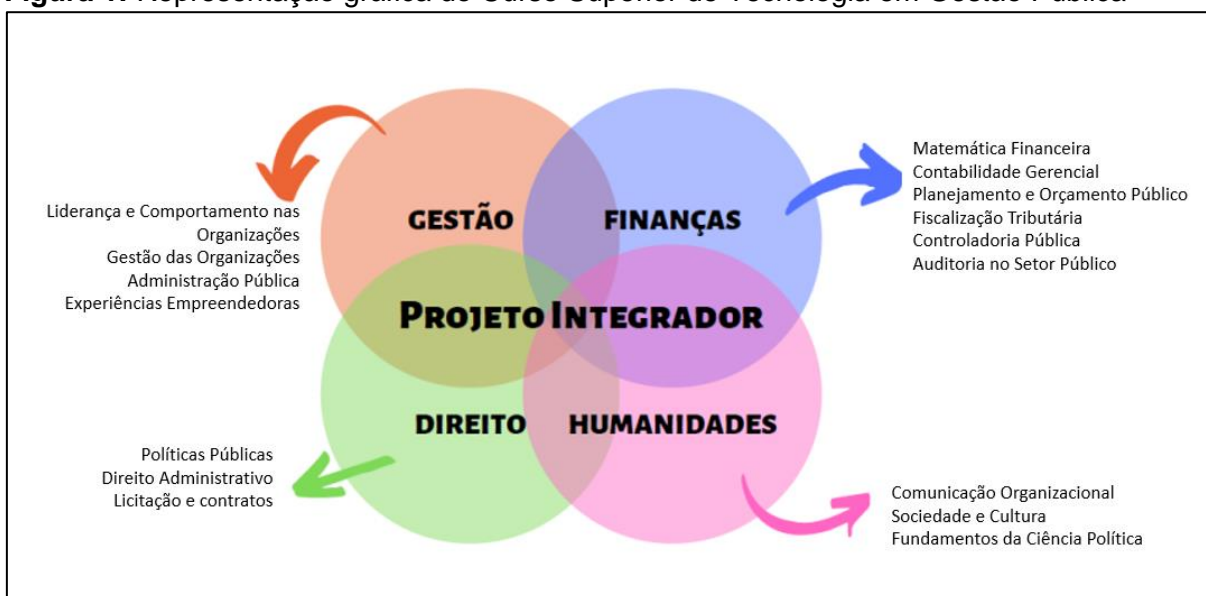 Figura 1: Representação gráfica do Curso Superior de Tecnologia em Gestão Pública
GESTÃO
FINANÇAS
PROJETO INTEGRADOR
DIREITO
HUMANIDADES
Liderança e Comportamento nas
Organizações
Gestão das Organizações
Administração Pública
Experiências Empreendedoras
Matemática Financeira
Contabilidade Gerencial
Planejamento e Orçamento Público
Fiscalização Tributária
Controladoria Pública
Auditoria no Setor Público
Políticas Públicas
Direito Administrativo
Licitação e contratos
Comunicação Organizacional
Sociedade e Cultura
Fundamentos da Ciência Política